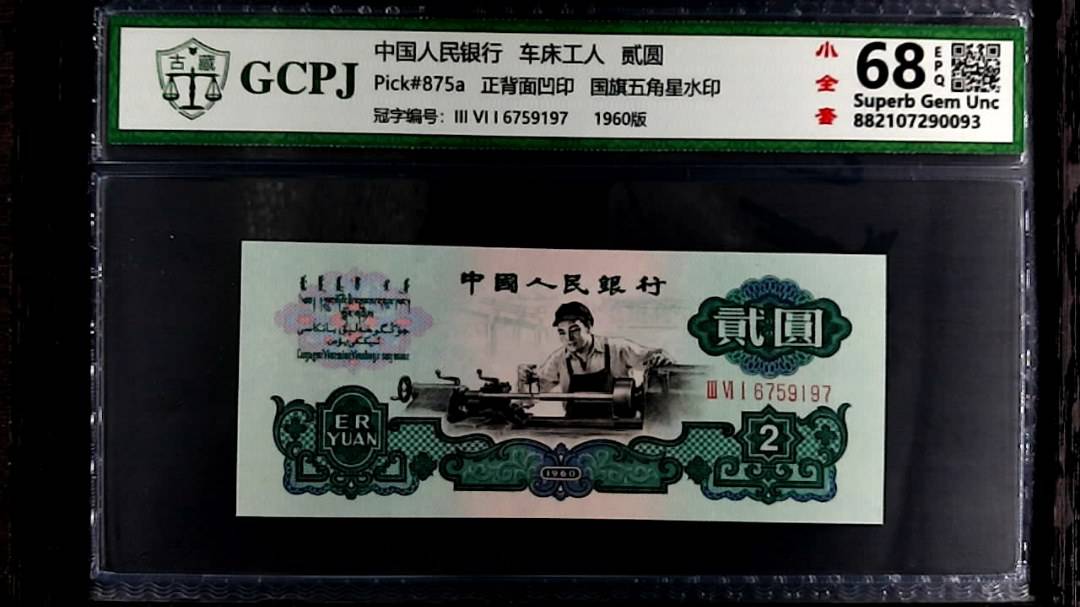 古 藏
GCPJ
中国人民银行 车床工人 贰圆
Pick#875a 正背面凹印 国旗五角星水印
冠字编号: III VI I 6759197 1960版
小全套
68
EPQ
Superb Gem Unc
882107290093
中國人民銀行
貳圓
III VI I 6759197
ER
YUAN
1960
2